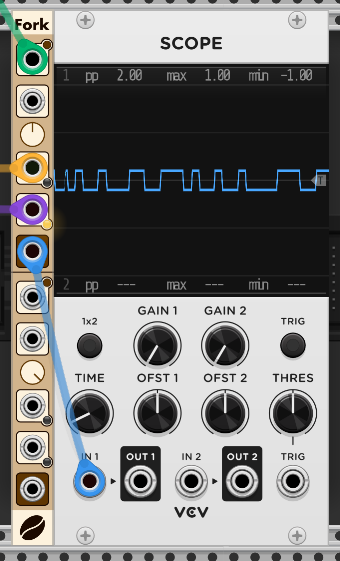 Fork
SCOPE
1 pp 2.00 max 1.00 min -1.00
T
2 pp --- max --- min ---
GAIN 1 GAIN 2
1x2 TRIG
TIME OFST 1 OFST 2 THRES
IN 1 OUT 1 IN 2 OUT 2 TRIG
VCV